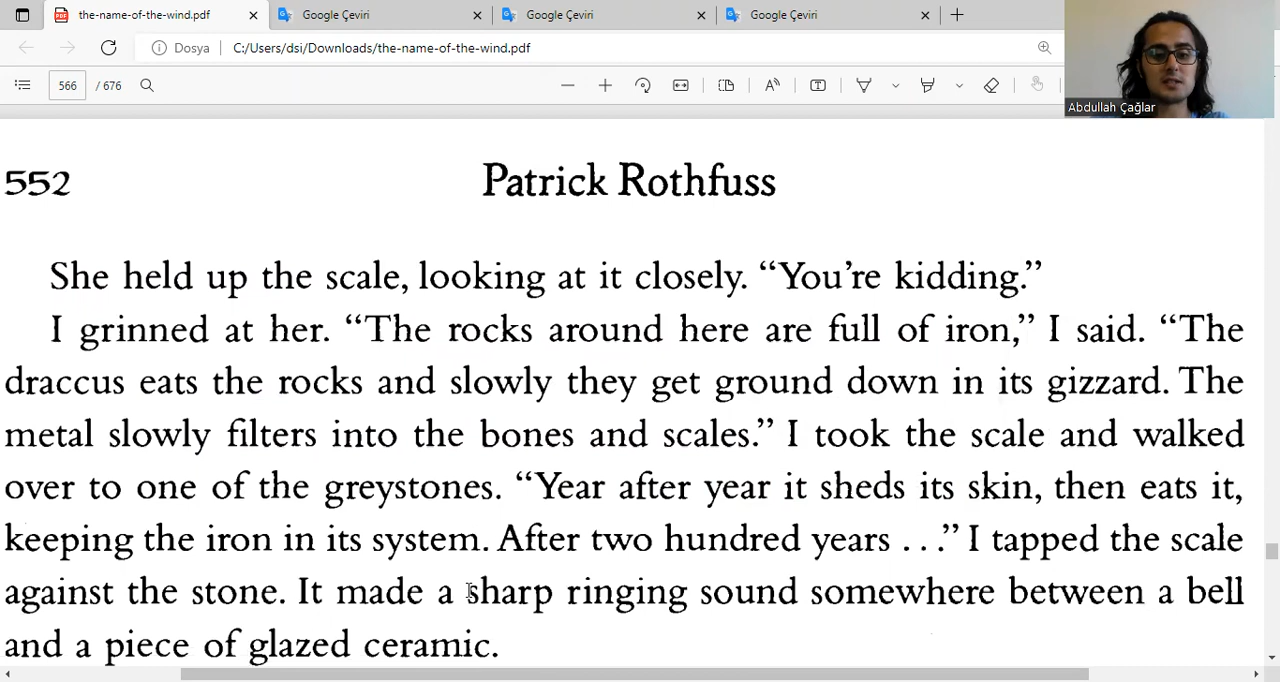 the-name-of-the-wind.pdf
Google Çeviri
Google Çeviri
Google Çeviri
Dosya
C:/Users/dsi/Downloads/the-name-of-the-wind.pdf
566 / 676
Abdullah Çağlar
552 Patrick Rothfuss
She held up the scale, looking at it closely. “You’re kidding.”
I grinned at her. “The rocks around here are full of iron,” I said. “The
draccus eats the rocks and slowly they get ground down in its gizzard. The
metal slowly filters into the bones and scales.” I took the scale and walked
over to one of the greystones. “Year after year it sheds its skin, then eats it,
keeping the iron in its system. After two hundred years . . .” I tapped the scale
against the stone. It made a sharp ringing sound somewhere between a bell
and a piece of glazed ceramic.